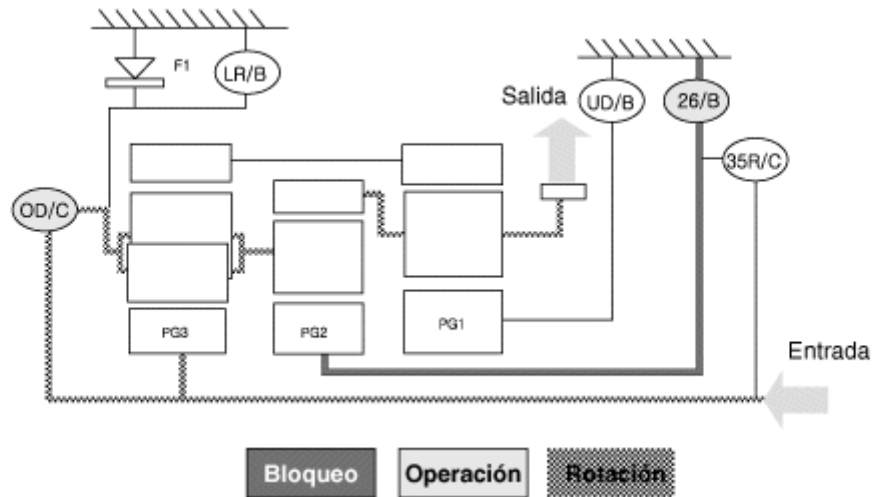 F1
LR/B
Salida
UD/B
26/B
35R/C
OD/C
PG3
PG2
PG1
Entrada
Bloqueo
Operación
Rotación